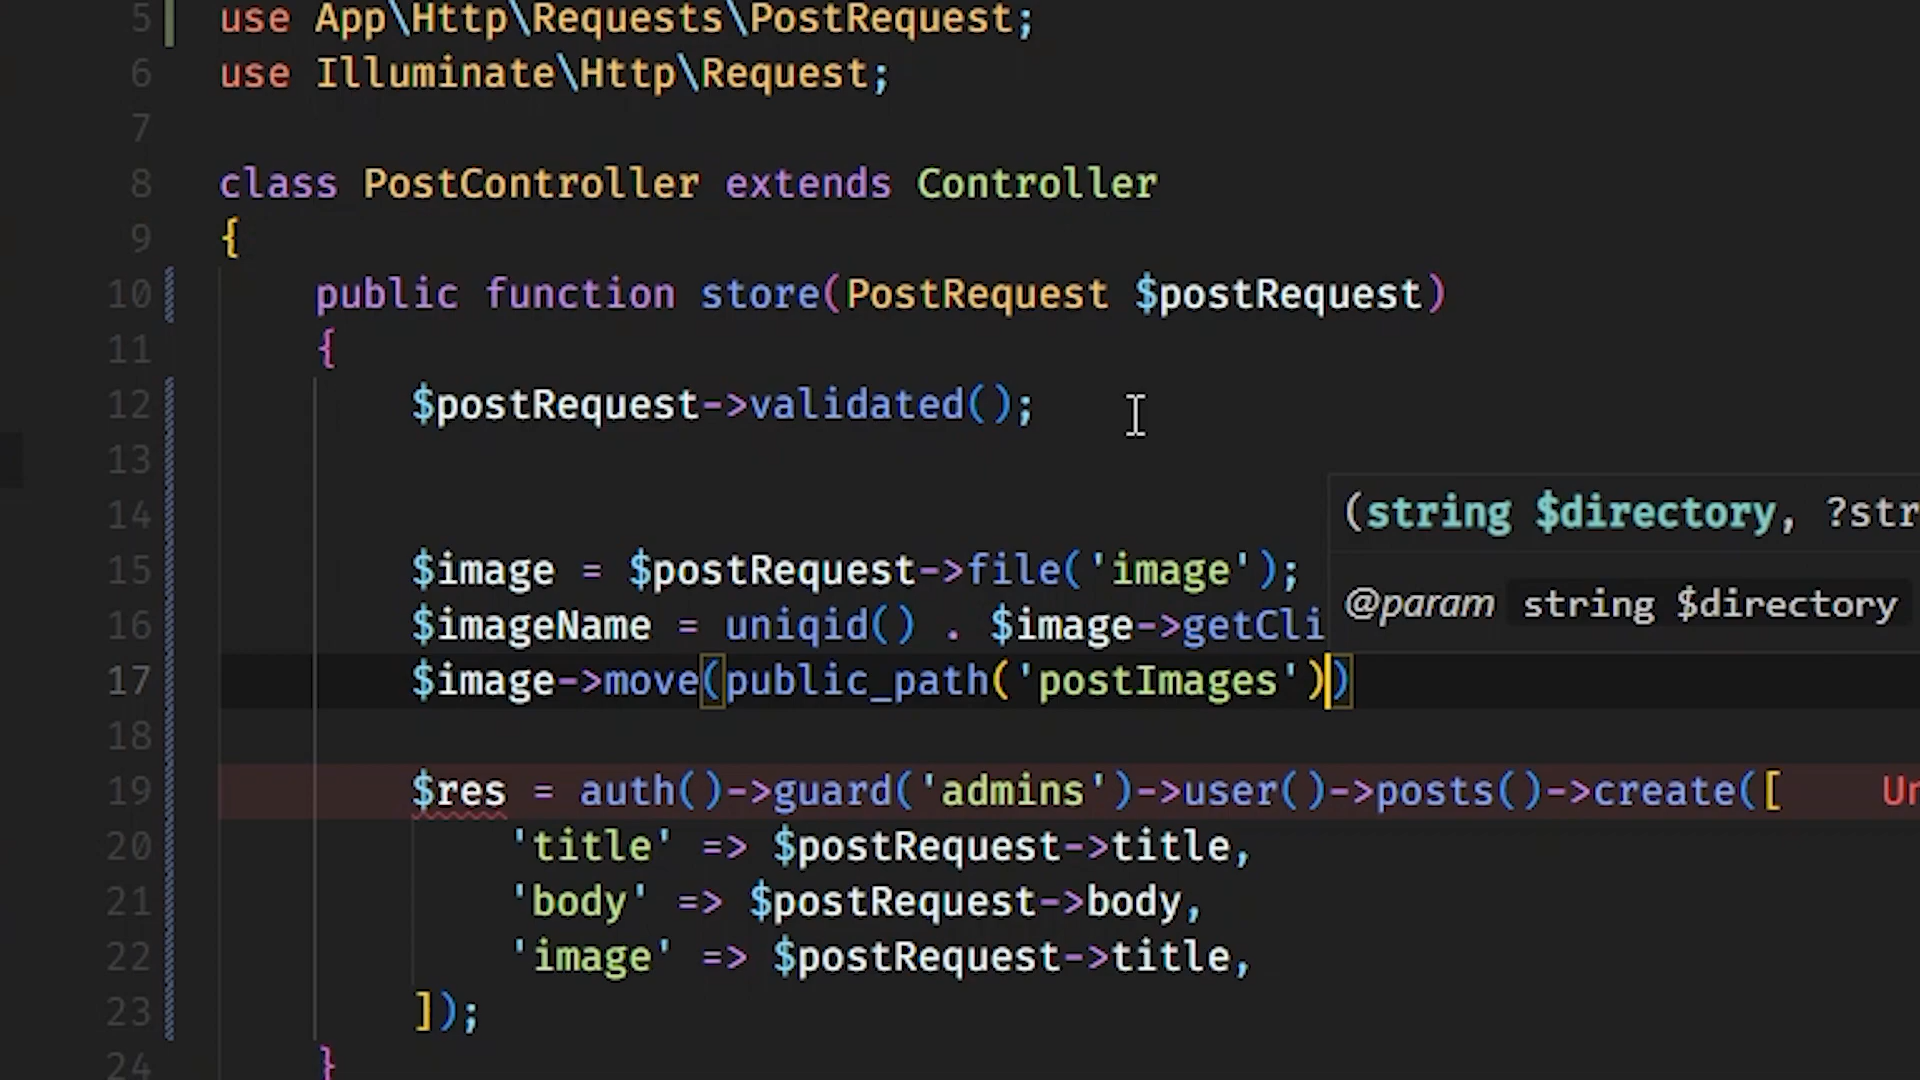 5 use App\Http\Requests\PostRequest;
6 use Illuminate\Http\Request;
7
8 class PostController extends Controller
9 {
10 public function store(PostRequest $postRequest)
11 {
12 $postRequest->validated();
13
14
(string $directory, ?str
15 $image = $postRequest->file('image');
@param string $directory
16 $imageName = uniqid() . $image->getCli
17 $image->move(public_path('postImages'))
18
19 $res = auth()->guard('admins')->user()->posts()->create([ Un
20 'title' => $postRequest->title,
21 'body' => $postRequest->body,
22 'image' => $postRequest->title,
23 ]);
24 }